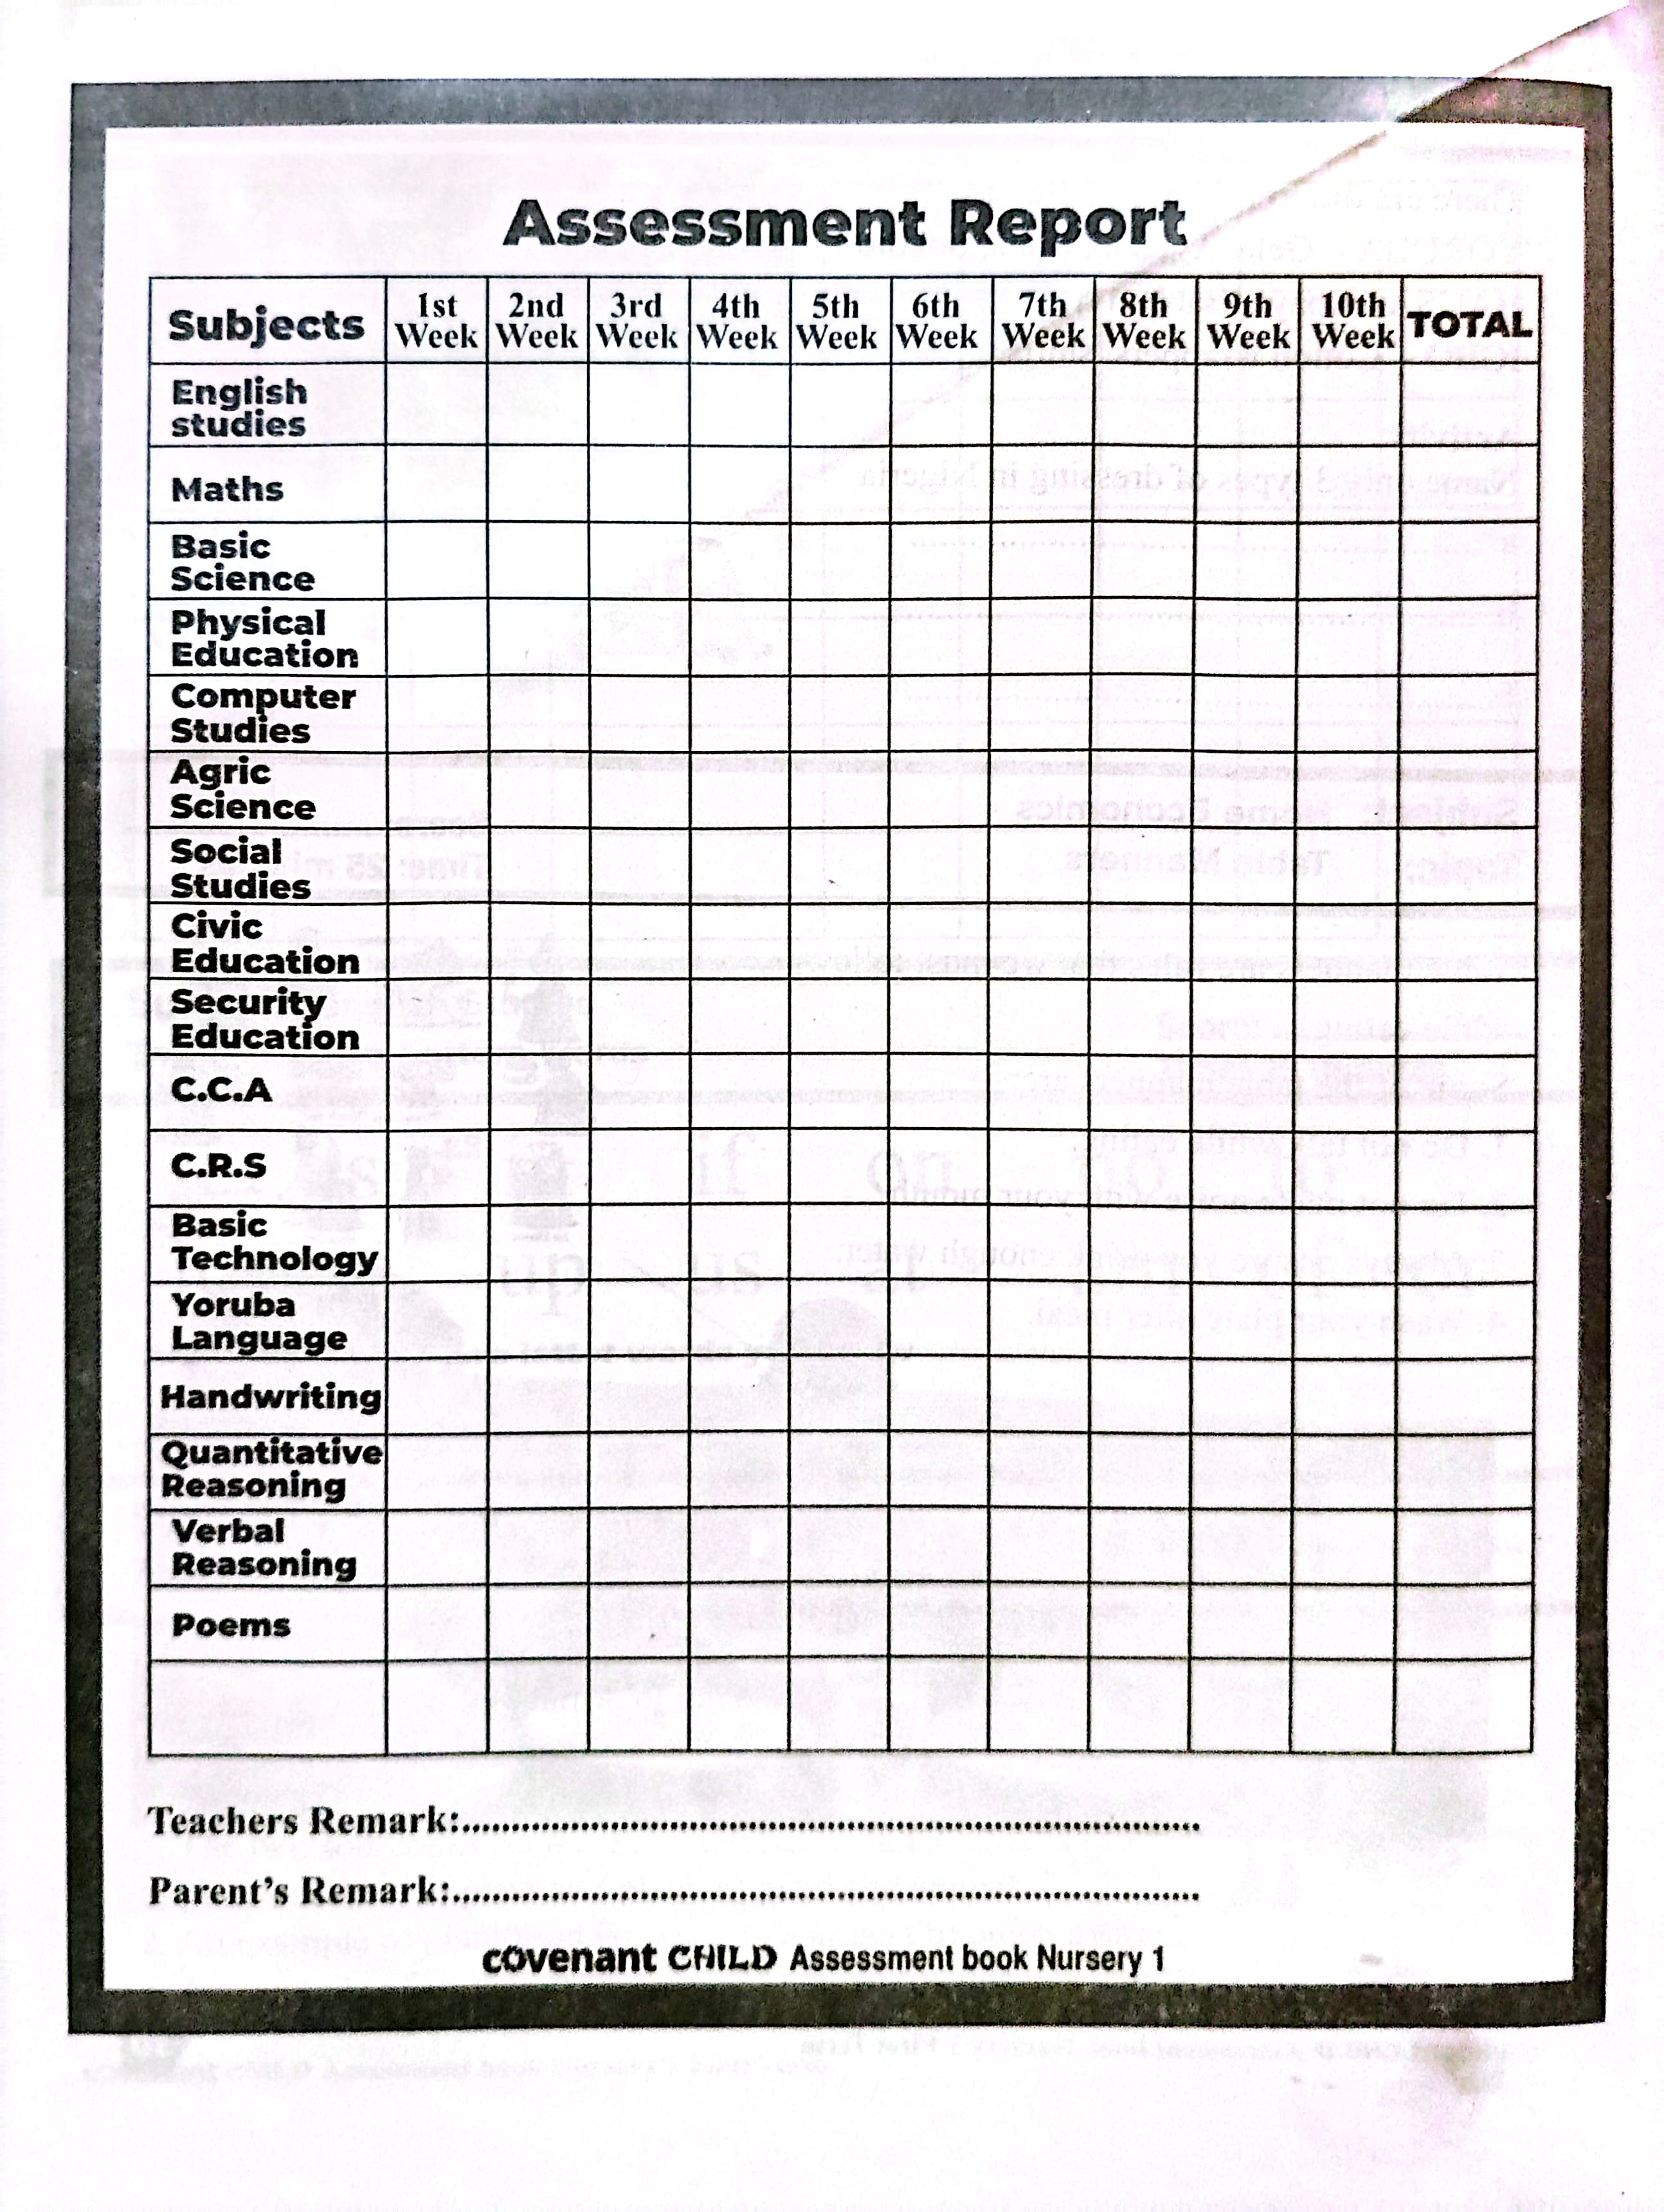 Assessment Report
Subjects 1st Week 2nd Week 3rd Week 4th Week 5th Week 6th Week 7th Week 8th Week 9th Week 10th Week TOTAL
English
studies
Maths
Basic
Science
Physical
Education
Computer
Studies
Agric
Science
Social
Studies
Civic
Education
Security
Education
C.C.A
C.R.S
Basic
Technology
Yoruba
Language
Handwriting
Quantitative
Reasoning
Verbal
Reasoning
Poems
Teachers Remark:
Parent's Remark:
covenant CHILD Assessment book Nursery 1